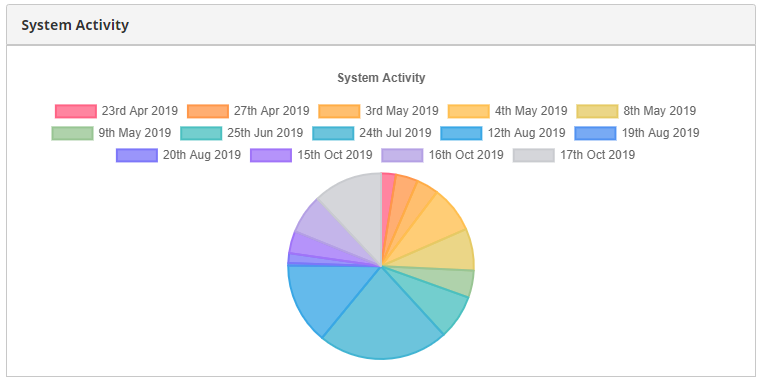 System Activity
System Activity
23rd Apr 2019 27th Apr 2019 3rd May 2019 4th May 2019 8th May 2019
9th May 2019 25th Jun 2019 24th Jul 2019 12th Aug 2019 19th Aug 2019
20th Aug 2019 15th Oct 2019 16th Oct 2019 17th Oct 2019